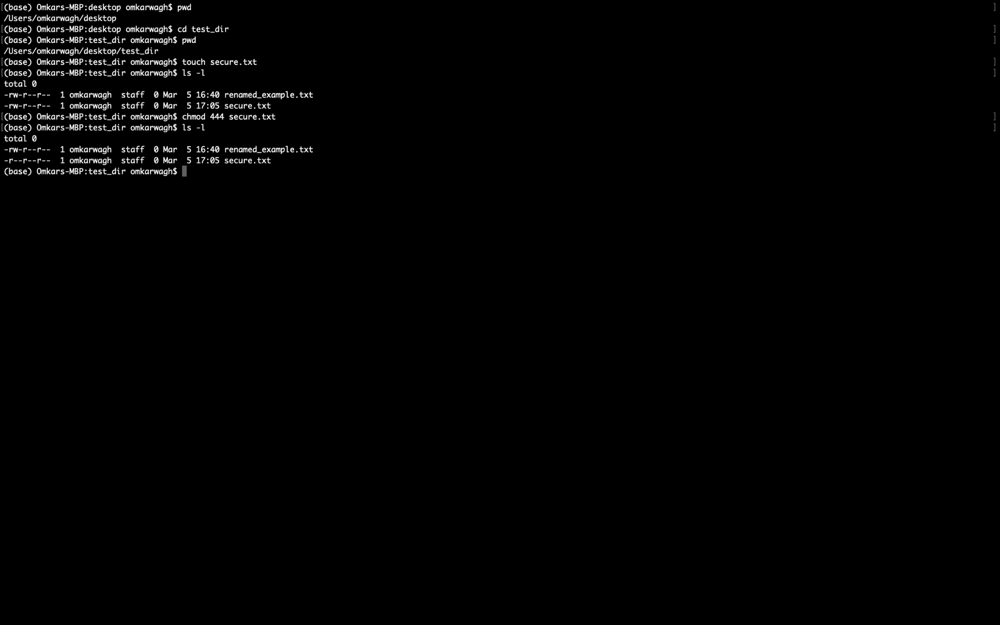 [(base) Omkars-MBP:desktop omkarwagh$ pwd ]
/Users/omkarwagh/desktop
[(base) Omkars-MBP:desktop omkarwagh$ cd test_dir ]
[(base) Omkars-MBP:test_dir omkarwagh$ pwd ]
/Users/omkarwagh/desktop/test_dir
[(base) Omkars-MBP:test_dir omkarwagh$ touch secure.txt ]
[(base) Omkars-MBP:test_dir omkarwagh$ ls -l ]
total 0
-rw-r--r--  1 omkarwagh  staff  0 Mar  5 16:40 renamed_example.txt
-rw-r--r--  1 omkarwagh  staff  0 Mar  5 17:05 secure.txt
[(base) Omkars-MBP:test_dir omkarwagh$ chmod 444 secure.txt ]
[(base) Omkars-MBP:test_dir omkarwagh$ ls -l ]
total 0
-rw-r--r--  1 omkarwagh  staff  0 Mar  5 16:40 renamed_example.txt
-r--r--r--  1 omkarwagh  staff  0 Mar  5 17:05 secure.txt
(base) Omkars-MBP:test_dir omkarwagh$